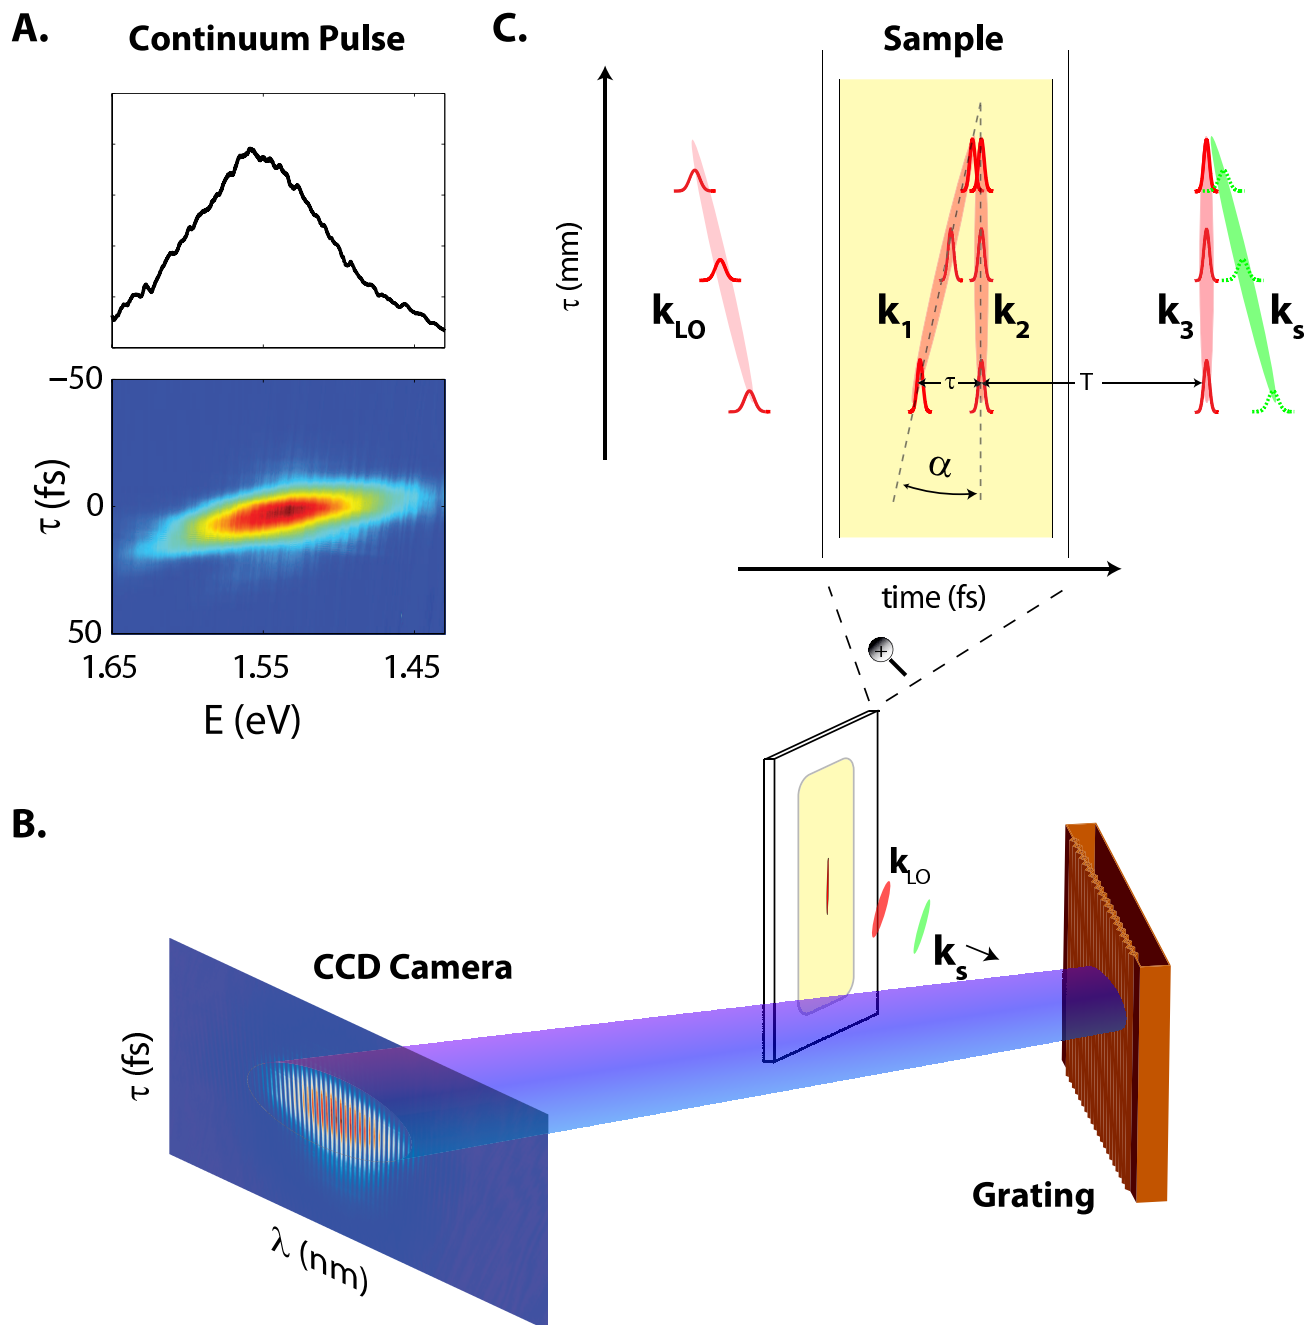 A.
Continuum Pulse
−50
0
50
τ (fs)
1.65 1.55 1.45
E (eV)
C.
Sample
τ (mm)
k_LO
k_1
k_2
k_3
k_s
τ
T
α
time (fs)
+
B.
k_LO
k_s
CCD Camera
τ (fs)
λ (nm)
Grating